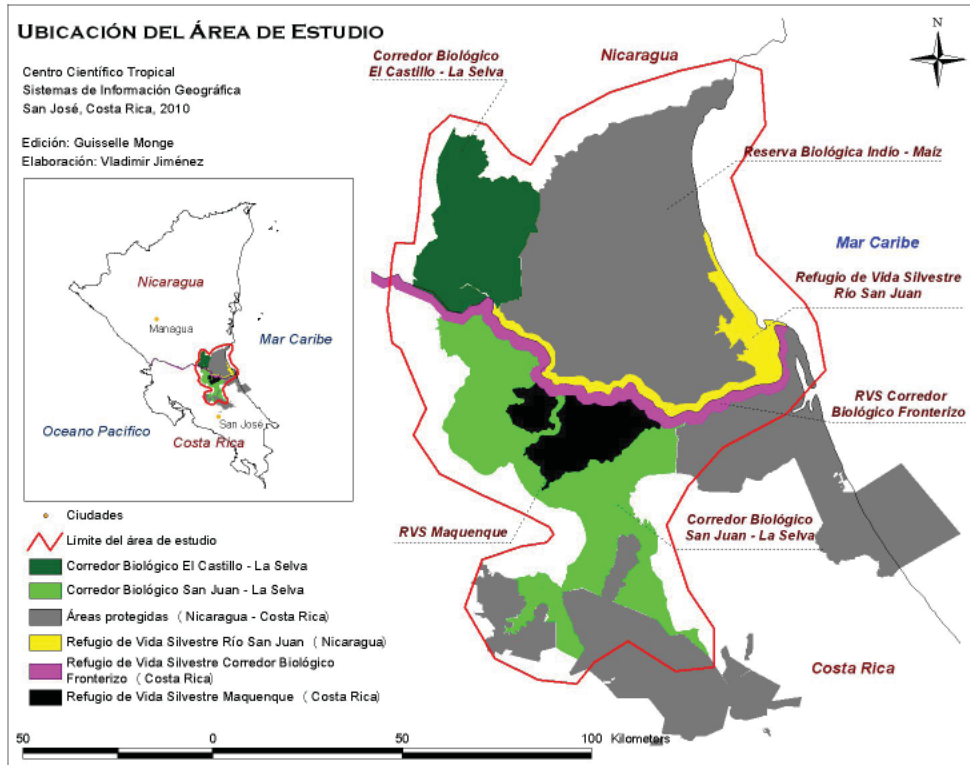 UBICACIÓN DEL ÁREA DE ESTUDIO
Centro Científico Tropical
Sistemas de Información Geográfica
San José, Costa Rica, 2010
Edición: Guisselle Monge
Elaboración: Vladimir Jiménez
Nicaragua
Managua
Mar Caribe
San José
Oceano Pacífico
Costa Rica
Corredor Biológico
El Castillo - La Selva
Nicaragua
N
Reserva Biológica Indio - Maíz
Mar Caribe
Refugio de Vida Silvestre
Río San Juan
RVS Corredor
Biológico Fronterizo
RVS Maquenque
Corredor Biológico
San Juan - La Selva
Costa Rica
Ciudades
Límite del área de estudio
Corredor Biológico El Castillo - La Selva
Corredor Biológico San Juan - La Selva
Áreas protegidas (Nicaragua - Costa Rica)
Refugio de Vida Silvestre Río San Juan (Nicaragua)
Refugio de Vida Silvestre Corredor Biológico
Fronterizo (Costa Rica)
Refugio de Vida Silvestre Maquenque (Costa Rica)
50 0 50 100 Kilometers